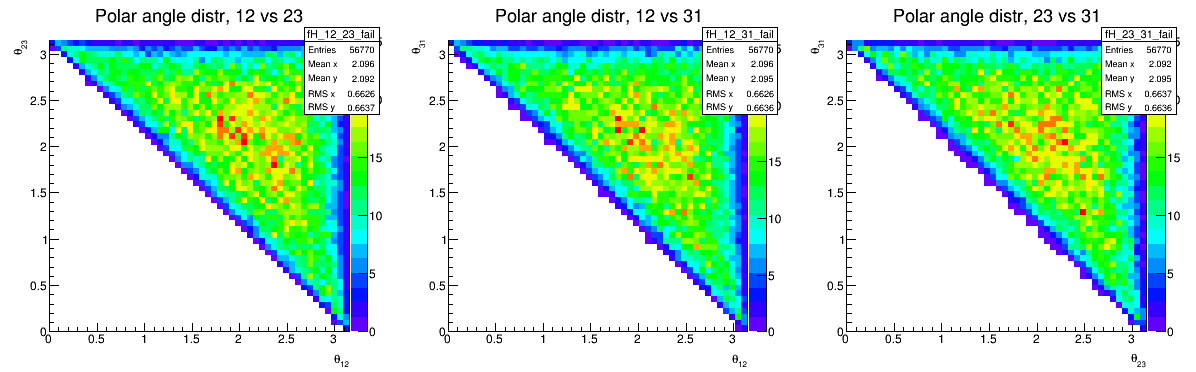 Polar angle distr, 12 vs 23
θ23
fH_12_23_fail
Entries 56770
Mean x 2.096
Mean y 2.092
RMS x 0.6626
RMS y 0.6637
3
2.5
2
1.5
1
0.5
0
0 0.5 1 1.5 2 2.5 3
θ12
15
10
5
0
Polar angle distr, 12 vs 31
θ31
fH_12_31_fail
Entries 56770
Mean x 2.096
Mean y 2.095
RMS x 0.6626
RMS y 0.6636
3
2.5
2
1.5
1
0.5
0
0 0.5 1 1.5 2 2.5 3
θ12
15
10
5
0
Polar angle distr, 23 vs 31
θ31
fH_23_31_fail
Entries 56770
Mean x 2.092
Mean y 2.095
RMS x 0.6637
RMS y 0.6636
3
2.5
2
1.5
1
0.5
0
0 0.5 1 1.5 2 2.5 3
θ23
15
10
5
0